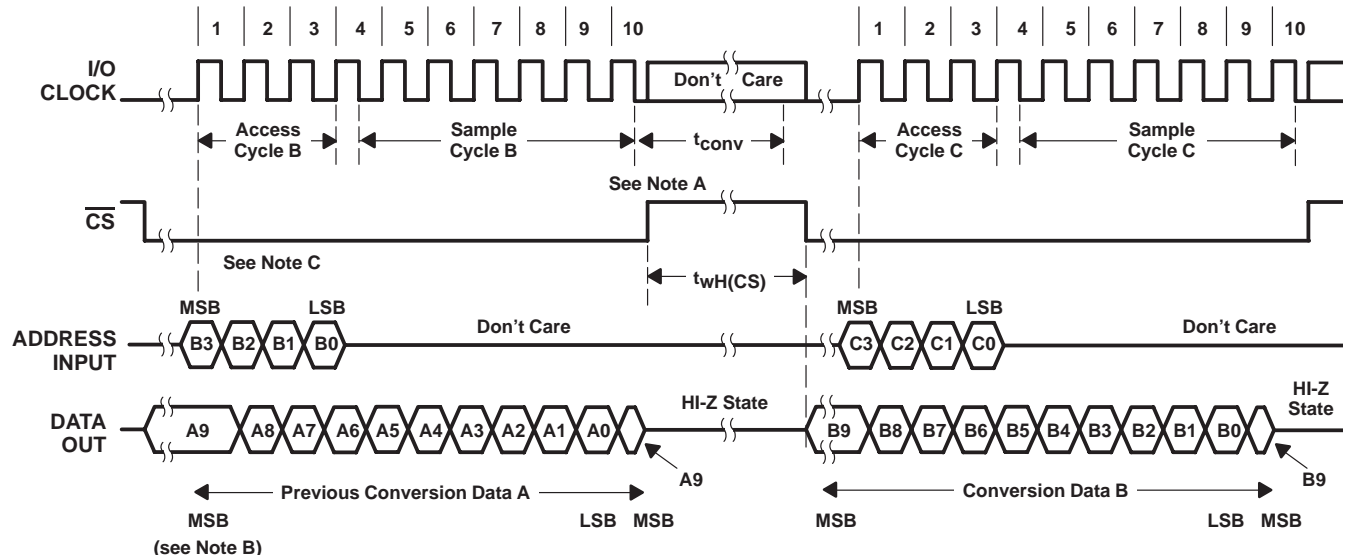 1 2 3 4 5 6 7 8 9 10 1 2 3 4 5 6 7 8 9 10
I/O
CLOCK
Don't Care
Access
Cycle B
Sample
Cycle B
tconv
Access
Cycle C
Sample
Cycle C
See Note A
CS
See Note C
twH(CS)
MSB LSB MSB LSB
ADDRESS
INPUT
B3 B2 B1 B0 Don't Care C3 C2 C1 C0 Don't Care
HI-Z State
HI-Z
State
DATA
OUT
A9 A8 A7 A6 A5 A4 A3 A2 A1 A0 B9 B8 B7 B6 B5 B4 B3 B2 B1 B0
A9 B9
Previous Conversion Data A Conversion Data B
MSB LSB MSB MSB LSB MSB
(see Note B)